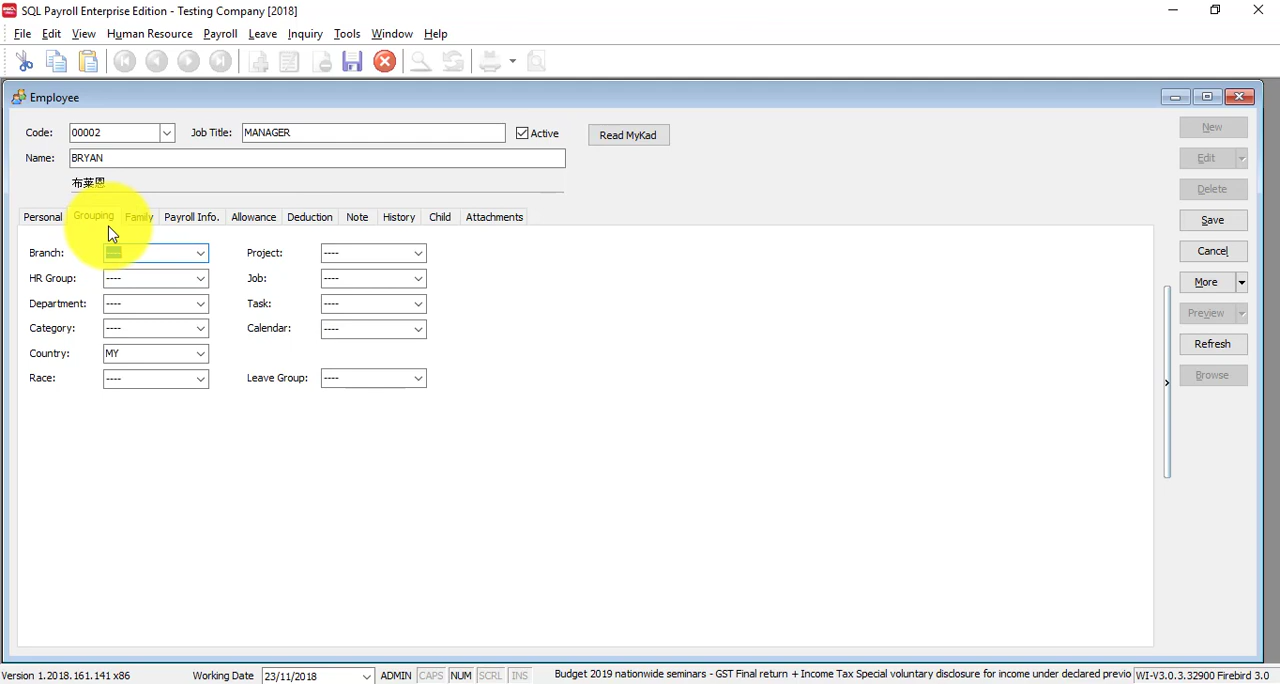 SQL Payroll Enterprise Edition - Testing Company [2018]
File Edit View Human Resource Payroll Leave Inquiry Tools Window Help
Employee
Code: 00002 Job Title: MANAGER Active Read MyKad New
Name: BRYAN Edit
布莱恩 Delete
Personal Grouping Family Payroll Info. Allowance Deduction Note History Child Attachments Save
Branch: Project: ---- Cancel
HR Group: ---- Job: ---- More
Department: ---- Task: ---- Preview
Category: ---- Calendar: ---- Refresh
Country: MY
Race: ---- Leave Group: ---- Browse
Version 1.2018.161.141 x86 Working Date 23/11/2018 ADMIN CAPS NUM SCRL INS Budget 2019 nationwide seminars - GST Final return + Income Tax Special voluntary disclosure for income under declared previo WI-V3.0.3.32900 Firebird 3.0